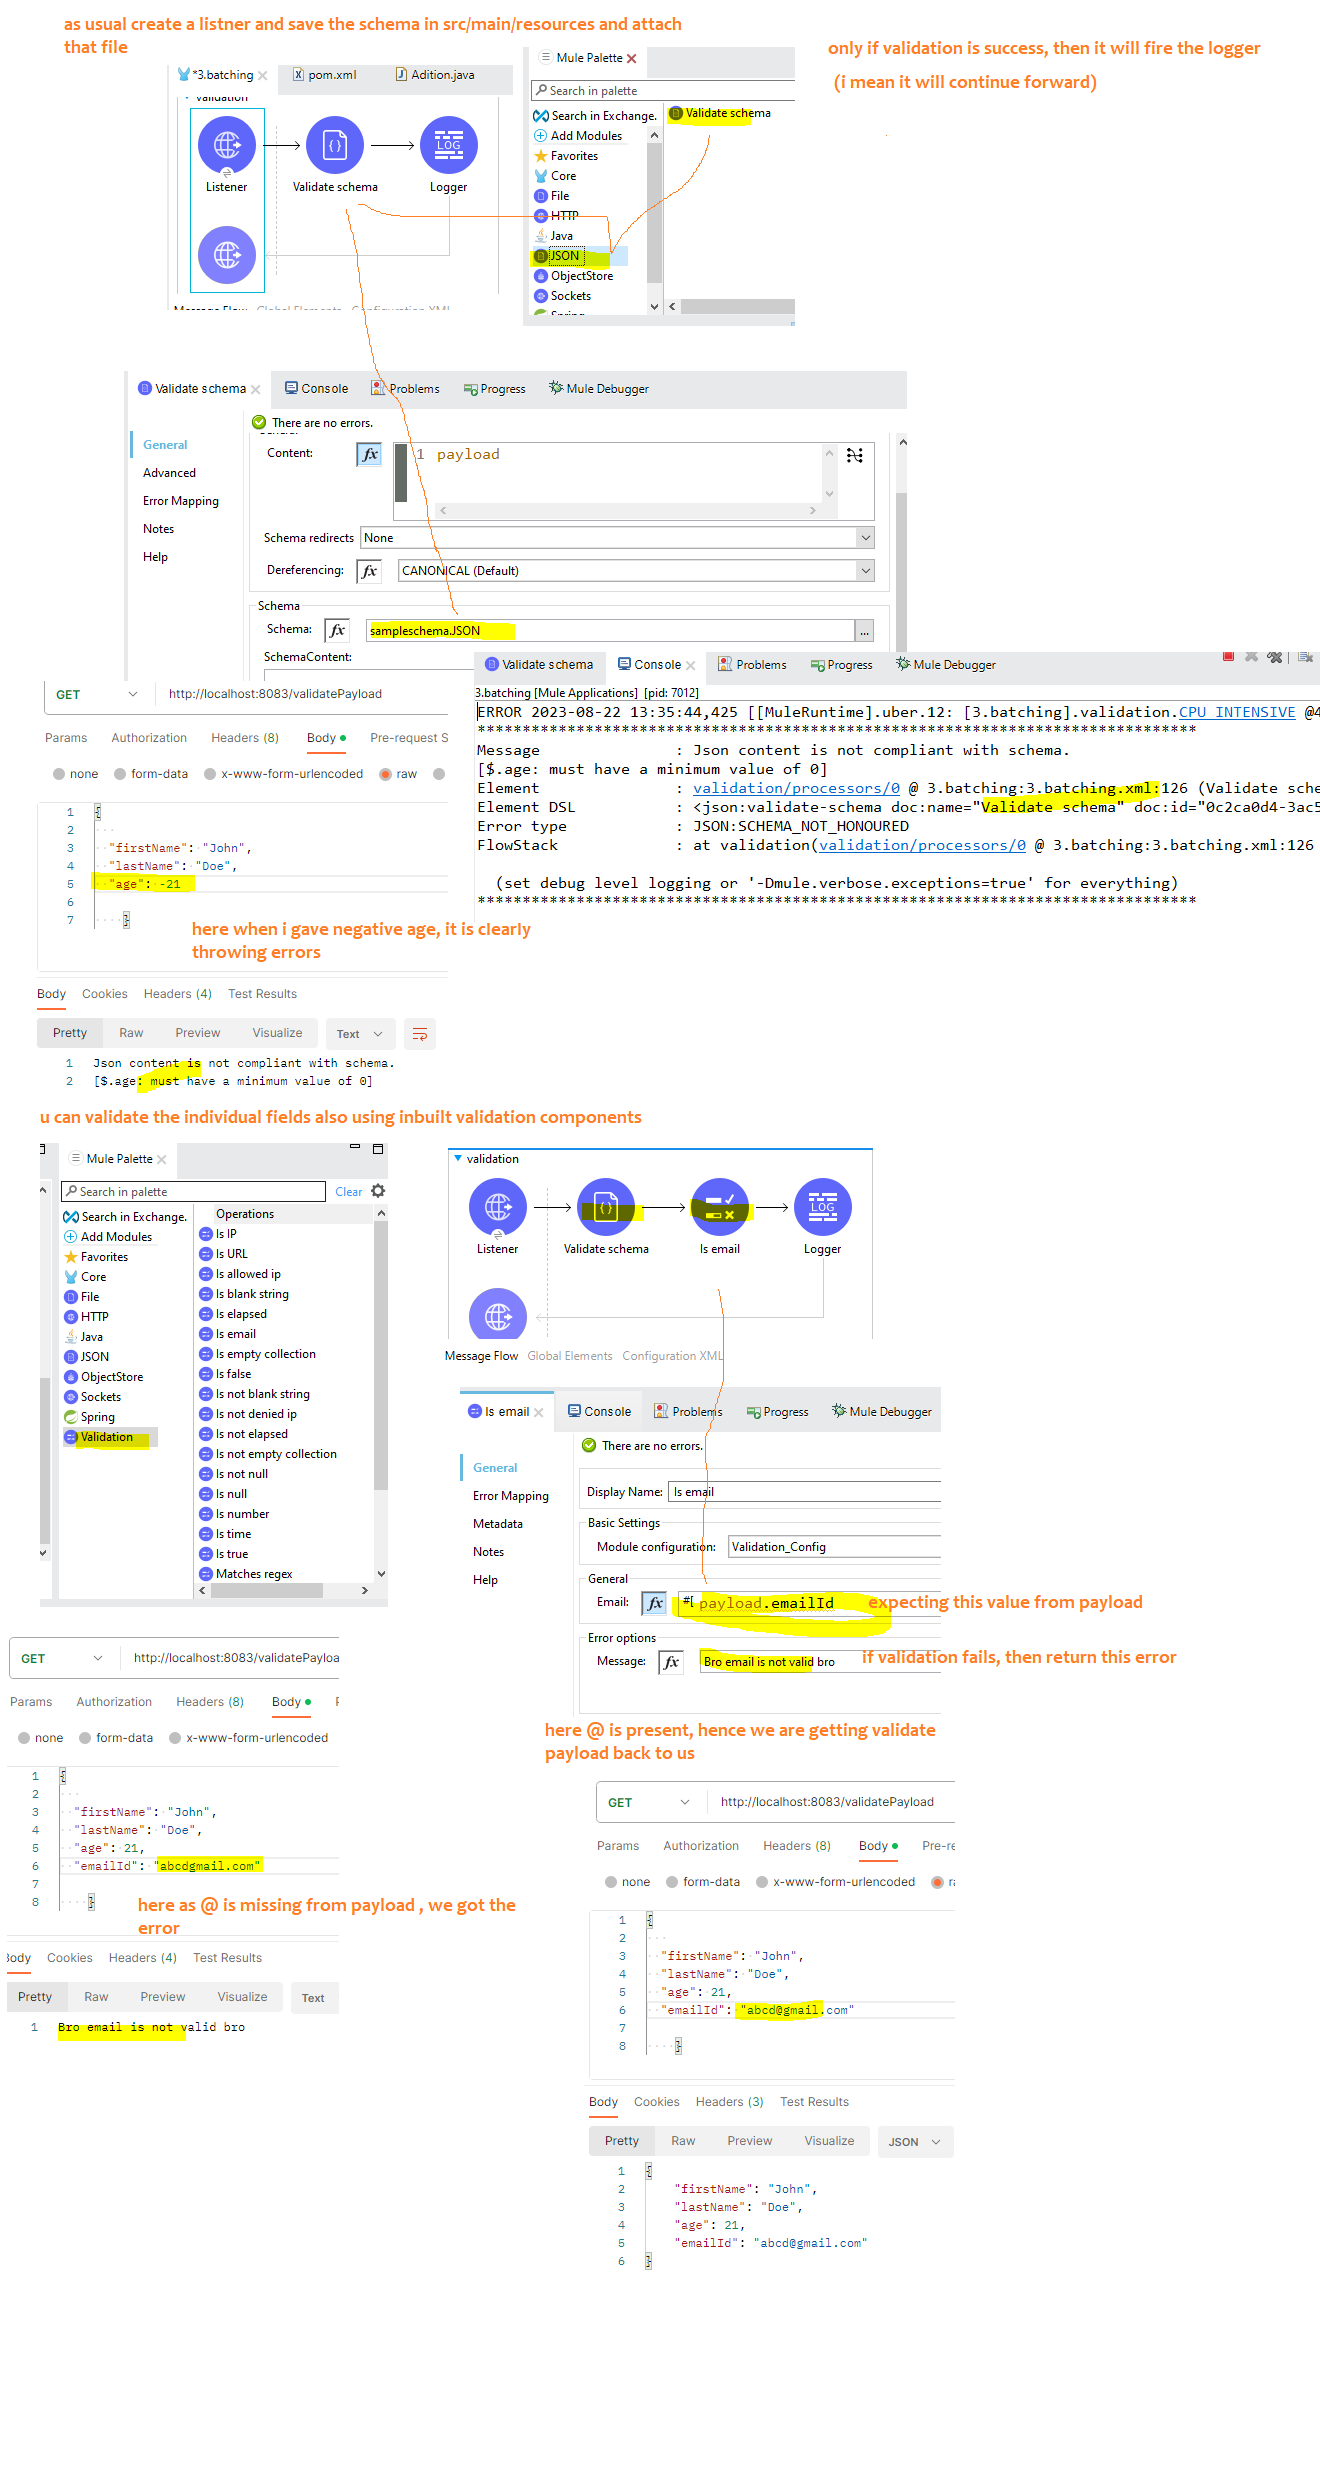 as usual create a listner and save the schema in src/main/resources and attach
that file
only if validation is success, then it will fire the logger
(i mean it will continue forward)
*3.batching
pom.xml
Adition.java
validation
Listener
Validate schema
Logger
LOG
Message Flow Global Elements Configuration XML
Mule Palette
Search in palette
Search in Exchange.
Add Modules
Favorites
Core
File
HTTP
Java
JSON
ObjectStore
Sockets
Spring
Validate schema
Validate schema
Console
Problems
Progress
Mule Debugger
There are no errors.
General
Advanced
Error Mapping
Notes
Help
General
Content:
fx
1 payload
Schema redirects None
Dereferencing: fx CANONICAL (Default)
Schema
Schema: fx sampleschema.JSON ...
SchemaContent:
Validate schema
Console
Problems
Progress
Mule Debugger
3.batching [Mule Applications] [pid: 7012]
ERROR 2023-08-22 13:35:44,425 [[MuleRuntime].uber.12: [3.batching].validation.CPU_INTENSIVE @4
********************************************************************************
Message : Json content is not compliant with schema.
[$.age: must have a minimum value of 0]
Element : validation/processors/0 @ 3.batching:3.batching.xml:126 (Validate sche
Element DSL : <json:validate-schema doc:name="Validate schema" doc:id="0c2ca0d4-3ac5
Error type : JSON:SCHEMA_NOT_HONOURED
FlowStack : at validation(validation/processors/0 @ 3.batching:3.batching.xml:126
(set debug level logging or '-Dmule.verbose.exceptions=true' for everything)
********************************************************************************
GET http://localhost:8083/validatePayload
Params Authorization Headers (8) Body Pre-request S
none form-data x-www-form-urlencoded raw
1 {
2
3 "firstName": "John",
4 "lastName": "Doe",
5 "age": -21
6
7 }
here when i gave negative age, it is clearly
throwing errors
Body Cookies Headers (4) Test Results
Pretty Raw Preview Visualize Text
1 Json content is not compliant with schema.
2 [$.age: must have a minimum value of 0]
u can validate the individual fields also using inbuilt validation components
Mule Palette
Search in palette
Clear
Search in Exchange.
Add Modules
Favorites
Core
File
HTTP
Java
JSON
ObjectStore
Sockets
Spring
Validation
Operations
Is IP
Is URL
Is allowed ip
Is blank string
Is elapsed
Is email
Is empty collection
Is false
Is not blank string
Is not denied ip
Is not elapsed
Is not empty collection
Is not null
Is null
Is number
Is time
Is true
Matches regex
validation
LOG
Listener
Validate schema
Is email
Logger
Message Flow Global Elements Configuration XML
Is email
Console
Problems
Progress
Mule Debugger
There are no errors.
General
Error Mapping
Metadata
Notes
Help
Display Name: Is email
Basic Settings
Module configuration: Validation_Config
General
Email: fx #[ payload.emailId
expecting this value from payload
Error options
Message: fx Bro email is not valid bro
if validation fails, then return this error
GET http://localhost:8083/validatePayloa
Params Authorization Headers (8) Body
none form-data x-www-form-urlencoded
1 {
2
3 "firstName": "John",
4 "lastName": "Doe",
5 "age": 21,
6 "emailId": "abcdgmail.com"
7
8 }
here as @ is missing from payload , we got the
error
Body Cookies Headers (4) Test Results
Pretty Raw Preview Visualize Text
1 Bro email is not valid bro
here @ is present, hence we are getting validate
payload back to us
GET http://localhost:8083/validatePayload
Params Authorization Headers (8) Body Pre-re
none form-data x-www-form-urlencoded
1 {
2
3 "firstName": "John",
4 "lastName": "Doe",
5 "age": 21,
6 "emailId": "abcd@gmail.com"
7
8 }
Body Cookies Headers (3) Test Results
Pretty Raw Preview Visualize JSON
1 {
2 "firstName": "John",
3 "lastName": "Doe",
4 "age": 21,
5 "emailId": "abcd@gmail.com"
6 }